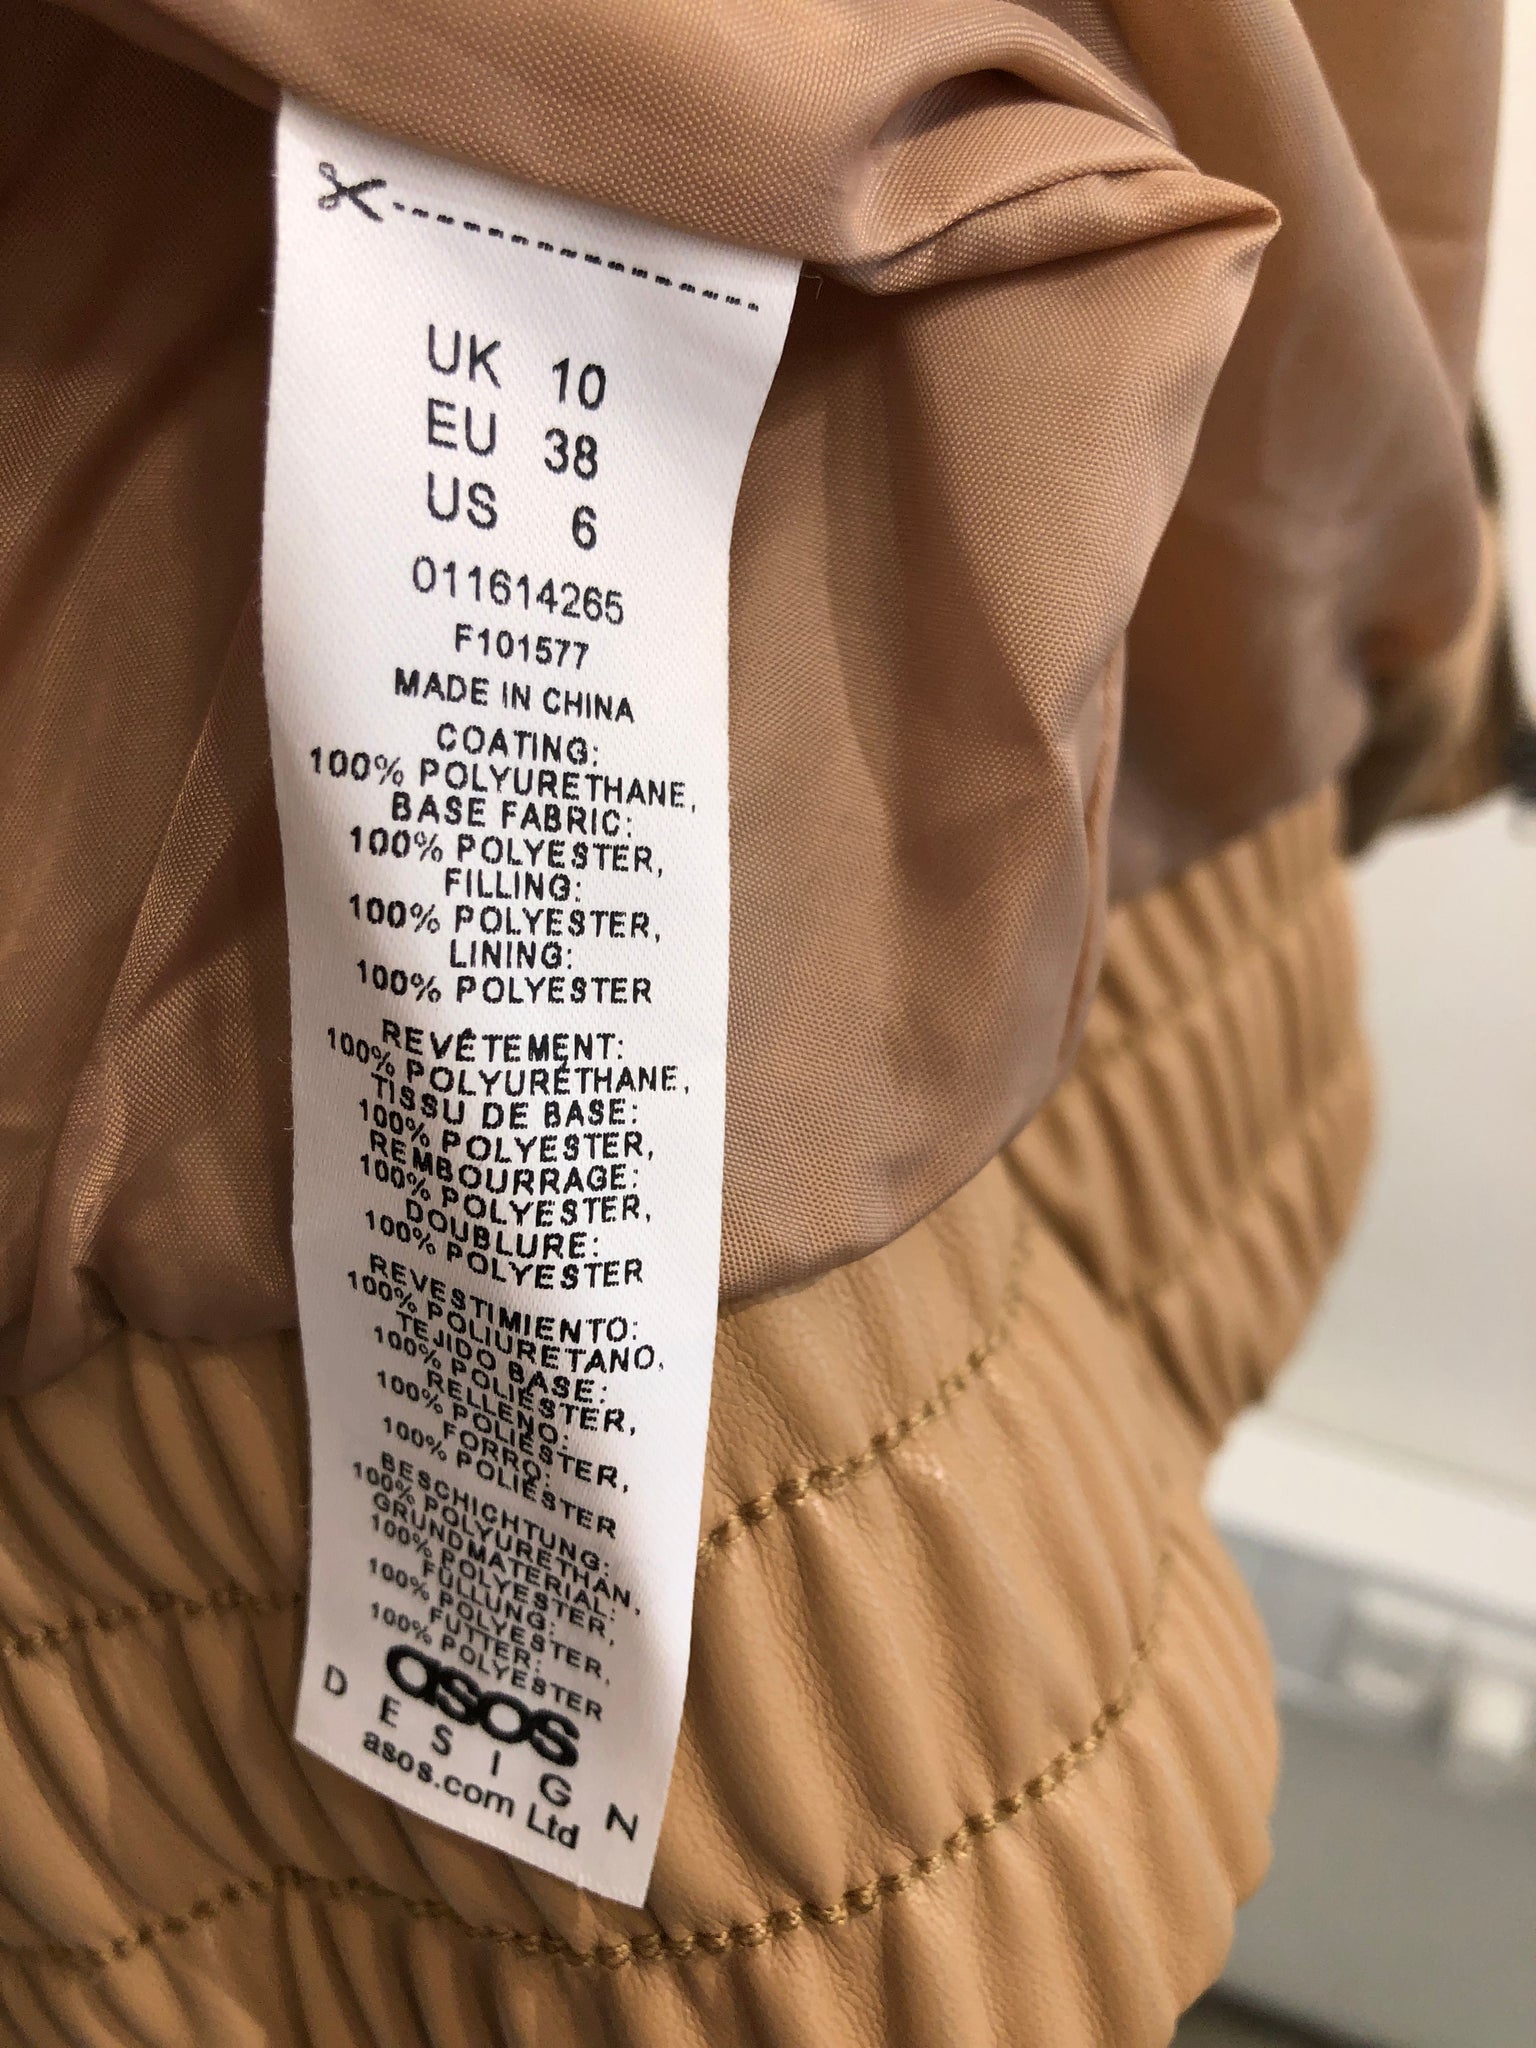 UK 10
EU 38
US 6
011614265
F101577
MADE IN CHINA
COATING:
100% POLYURETHANE,
BASE FABRIC:
100% POLYESTER,
FILLING:
100% POLYESTER,
LINING:
100% POLYESTER
REVÊTEMENT:
100% POLYURÉTHANE,
TISSU DE BASE:
100% POLYESTER,
REMBOURRAGE:
100% POLYESTER,
DOUBLURE:
100% POLYESTER
REVESTIMIENTO:
100% POLIURETANO,
TEJIDO BASE:
100% POLIÉSTER,
RELLENO:
100% POLIÉSTER,
FORRO:
100% POLIÉSTER
BESCHICHTUNG:
100% POLYURETHAN,
GRUNDMATERIAL:
100% POLYESTER,
FÜLLUNG:
100% POLYESTER,
FUTTER:
100% POLYESTER
asos
DESIGN
asos.com Ltd